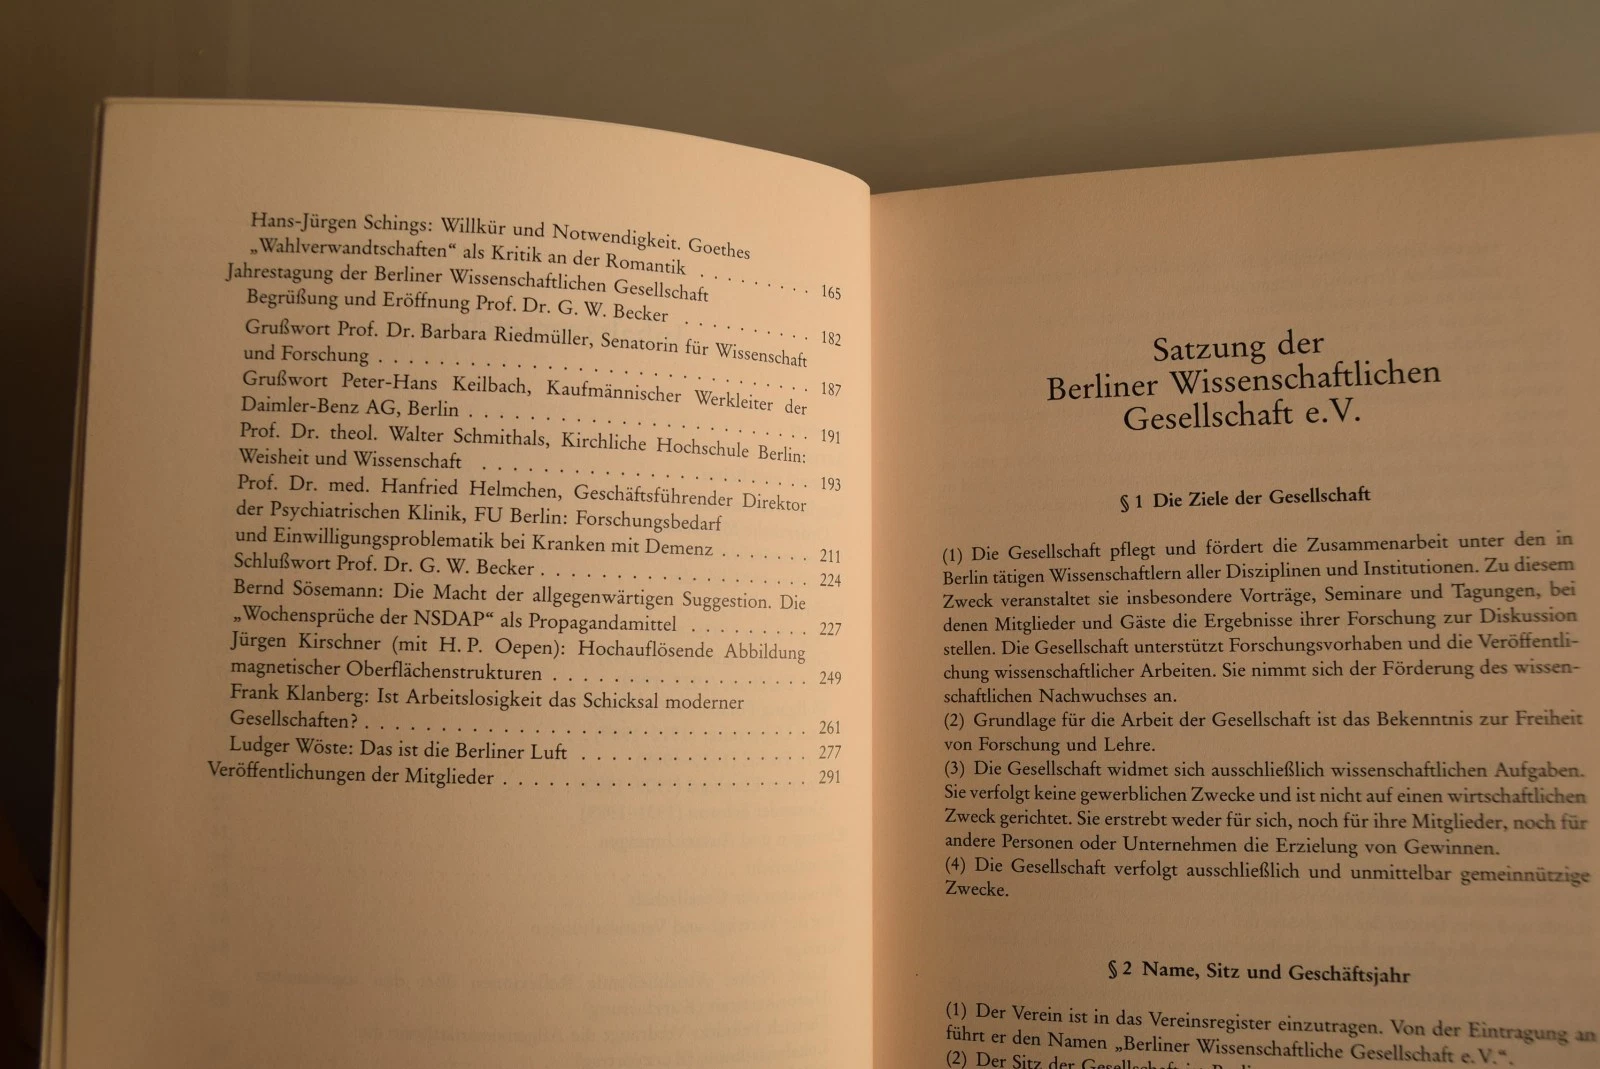 Hans-Jürgen Schings: Willkür und Notwendigkeit. Goethes
„Wahlverwandtschaften“ als Kritik an der Romantik . . . . . . . . . 165
Jahrestagung der Berliner Wissenschaftlichen Gesellschaft
Begrüßung und Eröffnung Prof. Dr. G. W. Becker . . . . . . . . . . 182
Grußwort Prof. Dr. Barbara Riedmüller, Senatorin für Wissenschaft
und Forschung . . . . . . . . . . . . . . . . . . . . . . . . . . . . . . . 187
Grußwort Peter-Hans Keilbach, Kaufmännischer Werkleiter der
Daimler-Benz AG, Berlin . . . . . . . . . . . . . . . . . . . . . . . . . 191
Prof. Dr. theol. Walter Schmithals, Kirchliche Hochschule Berlin:
Weisheit und Wissenschaft . . . . . . . . . . . . . . . . . . . . . . . . 193
Prof. Dr. med. Hanfried Helmchen, Geschäftsführender Direktor
der Psychiatrischen Klinik, FU Berlin: Forschungsbedarf
und Einwilligungsproblematik bei Kranken mit Demenz . . . . . . . 211
Schlußwort Prof. Dr. G. W. Becker . . . . . . . . . . . . . . . . . . . . 224
Bernd Sösemann: Die Macht der allgegenwärtigen Suggestion. Die
„Wochensprüche der NSDAP“ als Propagandamittel . . . . . . . . . 227
Jürgen Kirschner (mit H. P. Oepen): Hochauflösende Abbildung
magnetischer Oberflächenstrukturen . . . . . . . . . . . . . . . . . . . 249
Frank Klanberg: Ist Arbeitslosigkeit das Schicksal moderner
Gesellschaften? . . . . . . . . . . . . . . . . . . . . . . . . . . . . . . . . 261
Ludger Wöste: Das ist die Berliner Luft . . . . . . . . . . . . . . . . . 277
Veröffentlichungen der Mitglieder . . . . . . . . . . . . . . . . . . . . . . 291
Satzung der
Berliner Wissenschaftlichen
Gesellschaft e.V.
§ 1 Die Ziele der Gesellschaft
(1) Die Gesellschaft pflegt und fördert die Zusammenarbeit unter den in
Berlin tätigen Wissenschaftlern aller Disziplinen und Institutionen. Zu diesem
Zweck veranstaltet sie insbesondere Vorträge, Seminare und Tagungen, bei
denen Mitglieder und Gäste die Ergebnisse ihrer Forschung zur Diskussion
stellen. Die Gesellschaft unterstützt Forschungsvorhaben und die Veröffentli-
chung wissenschaftlicher Arbeiten. Sie nimmt sich der Förderung des wissen-
schaftlichen Nachwuchses an.
(2) Grundlage für die Arbeit der Gesellschaft ist das Bekenntnis zur Freiheit
von Forschung und Lehre.
(3) Die Gesellschaft widmet sich ausschließlich wissenschaftlichen Aufgaben.
Sie verfolgt keine gewerblichen Zwecke und ist nicht auf einen wirtschaftlichen
Zweck gerichtet. Sie erstrebt weder für sich, noch für ihre Mitglieder, noch für
andere Personen oder Unternehmen die Erzielung von Gewinnen.
(4) Die Gesellschaft verfolgt ausschließlich und unmittelbar gemeinnützige
Zwecke.
§ 2 Name, Sitz und Geschäftsjahr
(1) Der Verein ist in das Vereinsregister einzutragen. Von der Eintragung an
führt er den Namen „Berliner Wissenschaftliche Gesellschaft e. V.“.
(2) Der Sitz der Gesellschaft ist Berlin